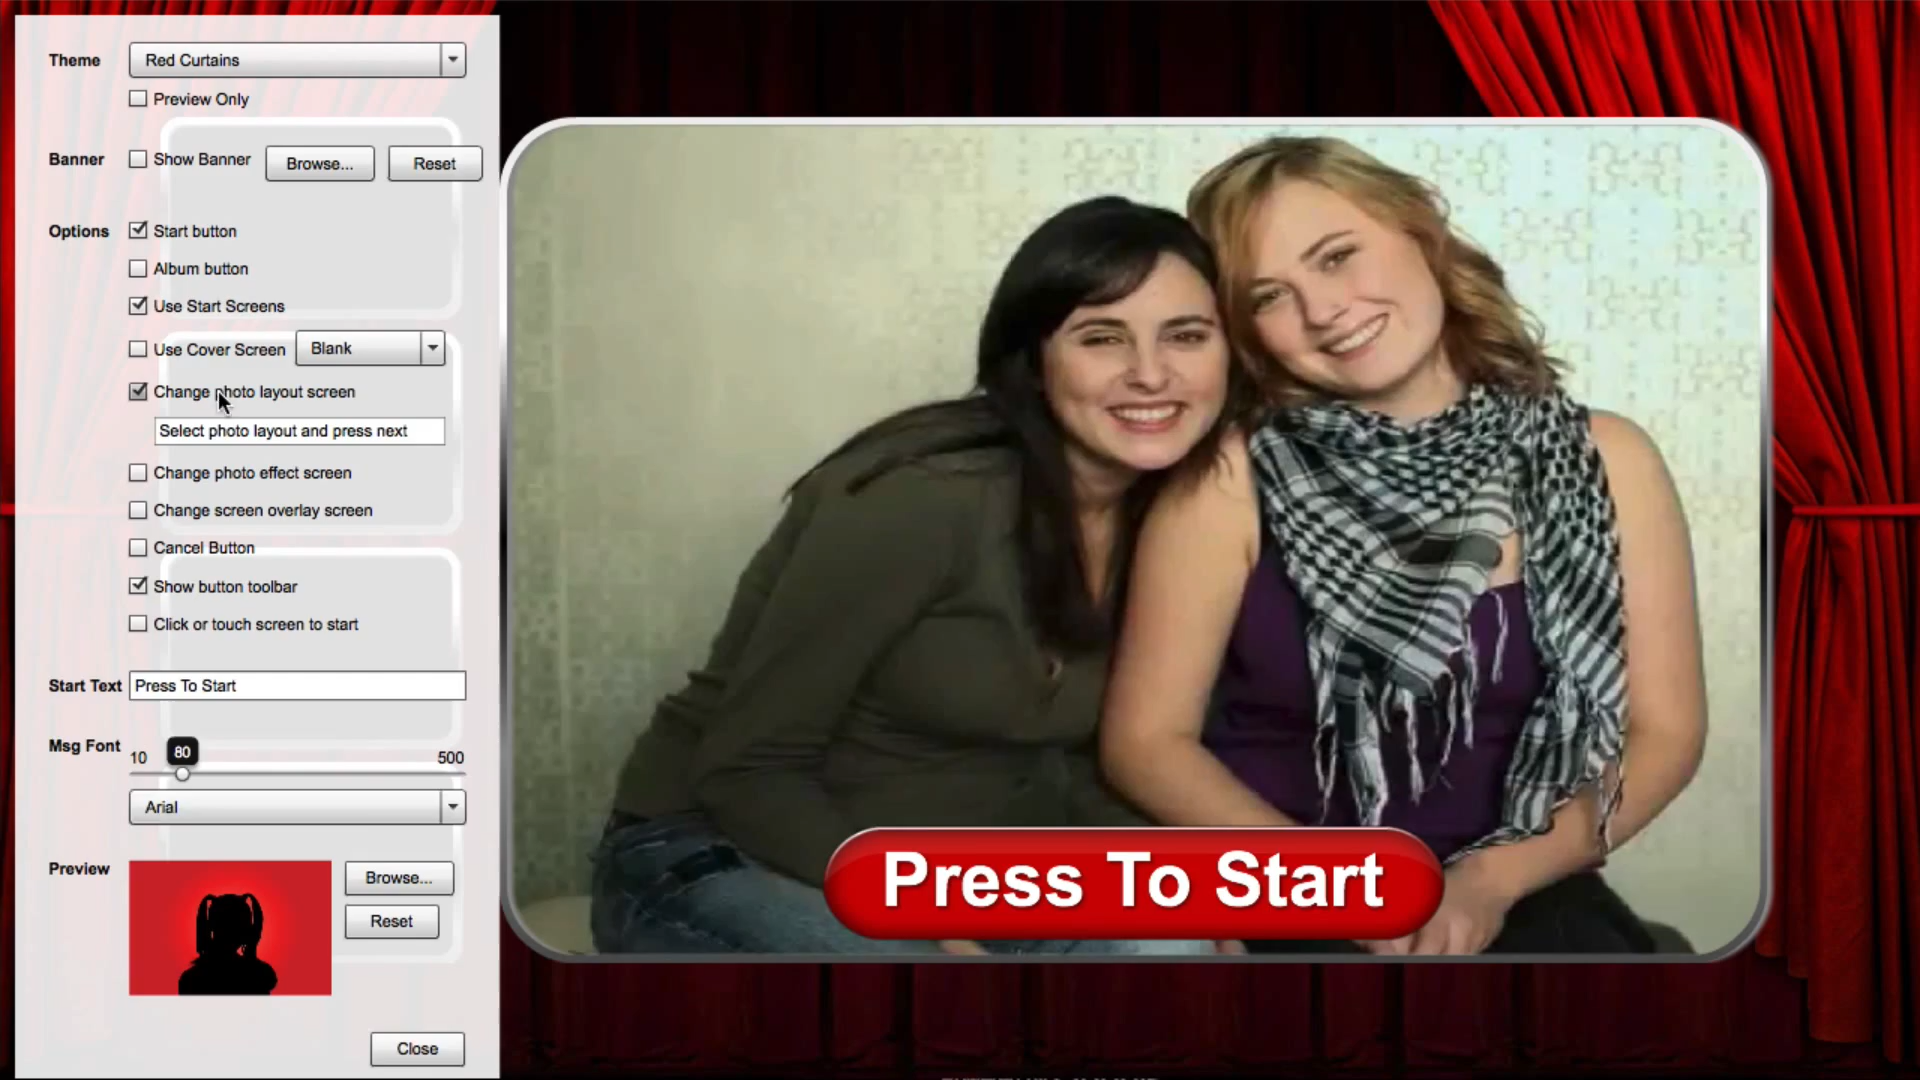 Theme Red Curtains
Preview Only
Banner Show Banner Browse... Reset
Options Start button
Album button
Use Start Screens
Use Cover Screen Blank
Change photo layout screen
Select photo layout and press next
Change photo effect screen
Change screen overlay screen
Cancel Button
Show button toolbar
Click or touch screen to start
Start Text Press To Start
Msg Font 10 80 500
Arial
Preview Browse...
Reset
Close
Press To Start